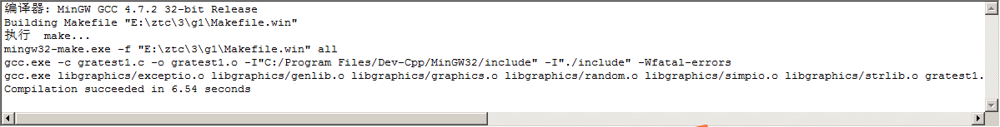 编译器: MinGW GCC 4.7.2 32-bit Release
Building Makefile "E:\ztc\3\g1\Makefile.win"
执行  make...
mingw32-make.exe -f "E:\ztc\3\g1\Makefile.win" all
gcc.exe -c gratest1.c -o gratest1.o -I"C:/Program Files/Dev-Cpp/MinGW32/include" -I"./include" -Wfatal-errors
gcc.exe libgraphics/exceptio.o libgraphics/genlib.o libgraphics/graphics.o libgraphics/random.o libgraphics/simpio.o libgraphics/strlib.o gratest1.
Compilation succeeded in 6.54 seconds